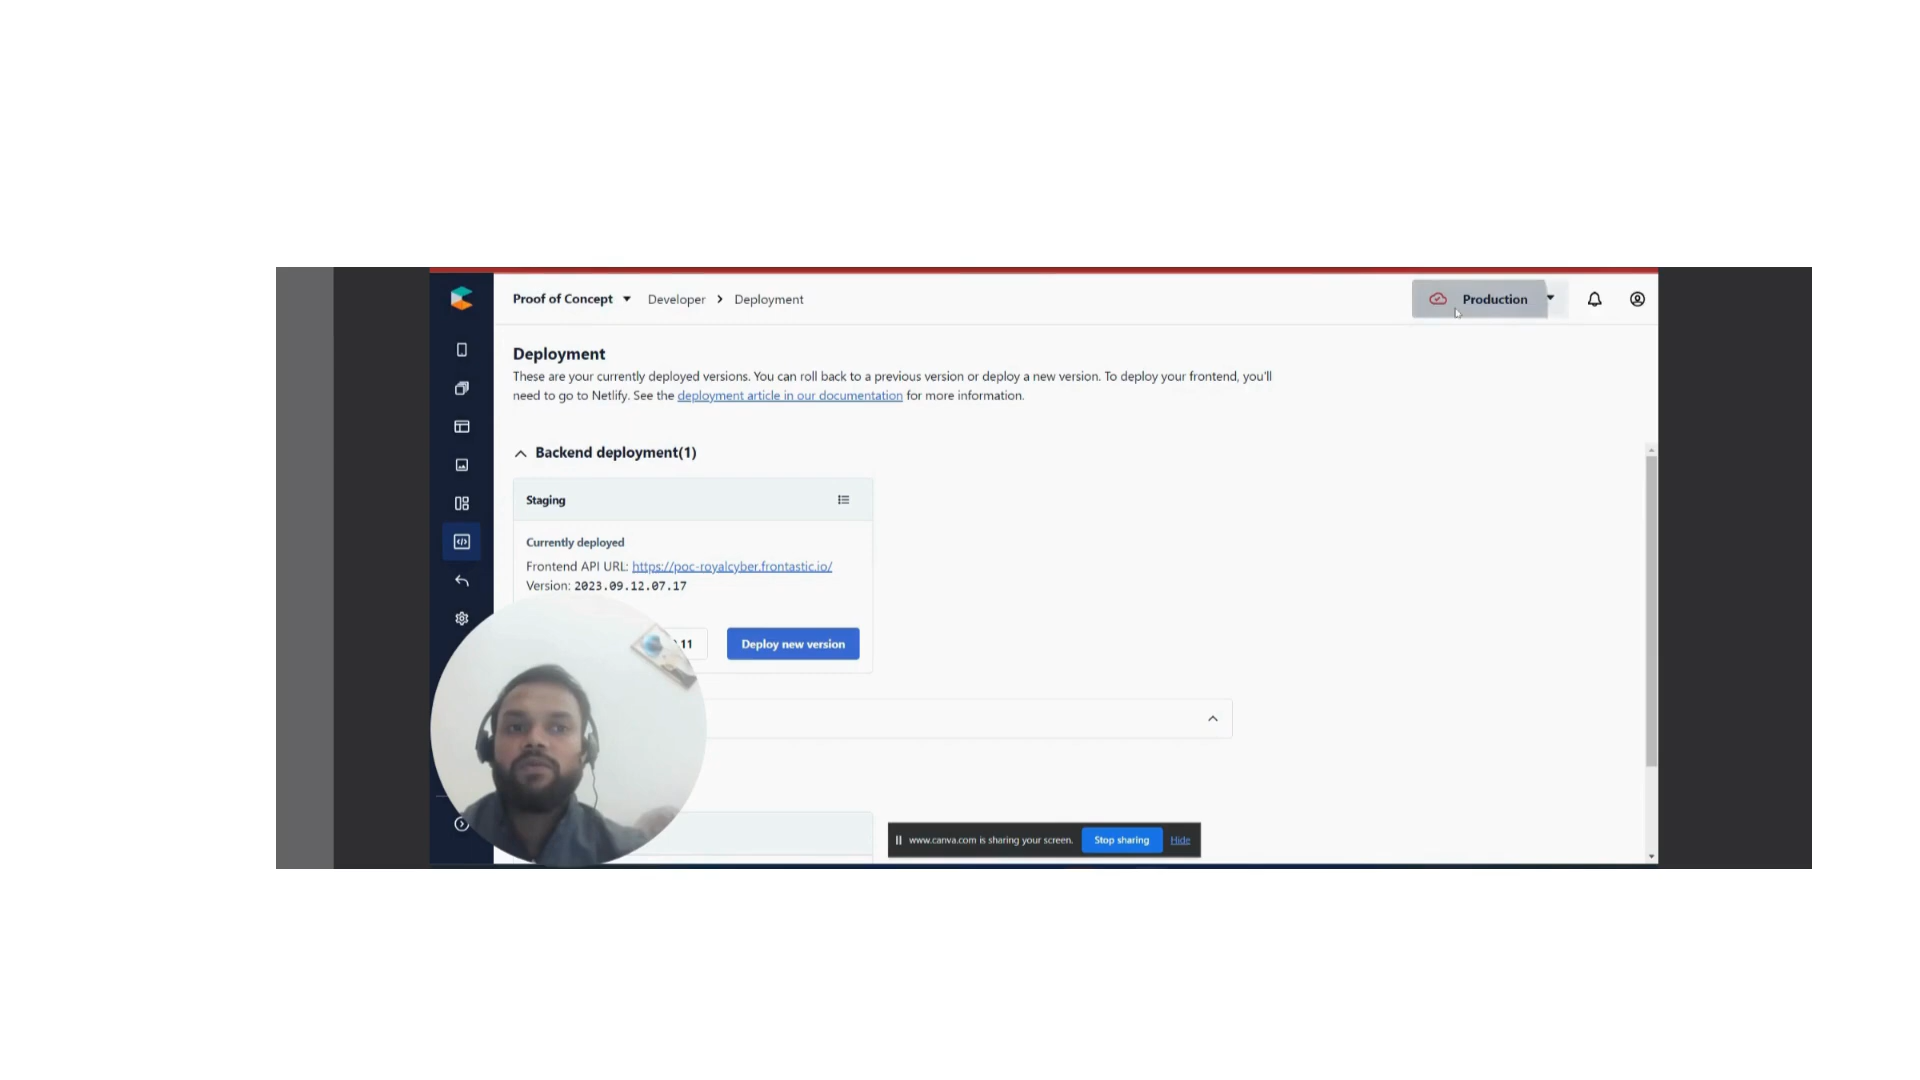 Proof of Concept Developer Deployment Production
Deployment
These are your currently deployed versions. You can roll back to a previous version or deploy a new version. To deploy your frontend, you'll
need to go to Netlify. See the deployment article in our documentation for more information.
Backend deployment(1)
Staging
Currently deployed
Frontend API URL: https://poc-royalcyber.frontastic.io/
Version: 2023.09.12.07.17
11 Deploy new version
www.canva.com is sharing your screen. Stop sharing Hide